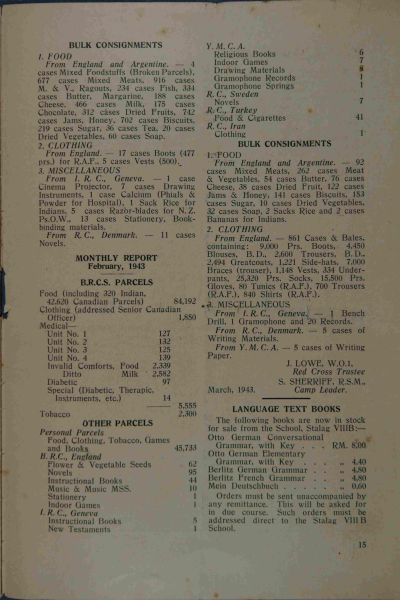 BULK CONSIGNMENTS
1. FOOD
From England and Argentine. — 4
cases Mixed Foodstuffs (Broken Parcels),
677 cases Mixed Meats, 916 cases
M. & V., Ragouts, 234 cases Fish, 334
cases Butter, Margarine, 188 cases
Cheese, 466 cases Milk, 175 cases
Chocolate, 312 cases Dried Fruits, 742
cases Jams, Honey, 702 cases Biscuits,
219 cases Sugar, 36 cases Tea, 20 cases
Dried Vegetables, 60 cases Soap.
2. CLOTHING
From England. — 17 cases Boots (477
prs.) for R.A.F., 5 cases Vests (500).
3. MISCELLANEOUS
From I. R. C., Geneva. — 1 case
Cinema Projector, 7 cases Drawing
Instruments, 1 case Calcium (Phials &
Powder for Hospital), 1 Sack Rice for
Indians, 5 cases Razor-blades for N. Z.
Ps.O.W., 13 cases Stationery, Book-
binding materials.
From R. C., Denmark. — 11 cases
Novels.
MONTHLY REPORT
February, 1943
B.R.C.S. PARCELS
Food (including 320 Indian,
42,620 Canadian Parcels) 84,192
Clothing (addressed Senior Canadian
Officer) 1,850
Medical—
Unit No. 1 127
Unit No. 2 132
Unit No. 3 125
Unit No. 4 139
Invalid Comforts, Food 2,339
Ditto Milk 2,582
Diabetic 97
Special (Diabetic, Therapic,
Instruments, etc.) 14
— 5,555
Tobacco 2,300
OTHER PARCELS
Personal Parcels
Food, Clothing, Tobacco, Games
and Books 45,733
B. R.C., England
Flower & Vegetable Seeds 62
Novels 95
Instructional Books 44
Music & Music MSS. 10
Stationery 1
Indoor Games 1
I. R. C., Geneva
Instructional Books 5
New Testaments 1
Y. M. C. A.
Religious Books 6
Indoor Games 7
Drawing Materials 8
Gramophone Records 1
Gramophone Springs 1
R. C., Sweden
Novels 7
R. C., Turkey
Food & Cigarettes 41
R. C., Iran
Clothing 1
BULK CONSIGNMENTS
1. FOOD
From England and Argentine. — 92
cases Mixed Meats, 262 cases Meat
& Vegetables, 54 cases Butter, 76 cases
Cheese, 38 cases Dried Fruit, 122 cases
Jams & Honey, 141 cases Biscuits, 183
cases Sugar, 10 cases Dried Vegetables,
32 cases Soap, 2 Sacks Rice and 2 cases
Bananas for Indians.
2. CLOTHING
From England. — 861 Cases & Bales,
containing: 9,000 Prs. Boots, 4,450
Blouses, B.D., 2,600 Trousers, B. D.,
2,494 Greatcoats, 1,221 Side-hats, 7,000
Braces (trouser), 1,148 Vests, 334 Under-
pants, 25,320 Prs. Socks, 15,500 Prs.
Gloves, 80 Tunics (R.A.F.), 700 Trousers
(R.A.F.), 840 Shirts (R.A.F.).
3. MISCELLANEOUS
From I. R. C., Geneva. — 1 Bench
Drill, 1 Gramophone and 20 Records.
From R. C., Denmark. — 5 cases of
Writing Materials.
From Y. M. C. A. — 5 cases of Writing
Paper.
J. LOWE, W.O.1,
Red Cross Trustee
S. SHERRIFF, R.S.M.,
March, 1943. Camp Leader.
LANGUAGE TEXT BOOKS
The following books are now in stock
for sale from the School, Stalag VIIIB:—
Otto German Conversational
Grammar, with Key . . . RM. 8.00
Otto German Elementary
Grammar, with Key . . . . „ 4.40
Berlitz German Grammar . . „ 4.80
Berlitz French Grammar . . „ 4.80
Mein Deutschbuch . . . . . „ 0.60
Orders must be sent unaccompanied by
any remittance. This will be asked for
in due course. Such orders must be
addressed direct to the Stalag VIII B
School.
15